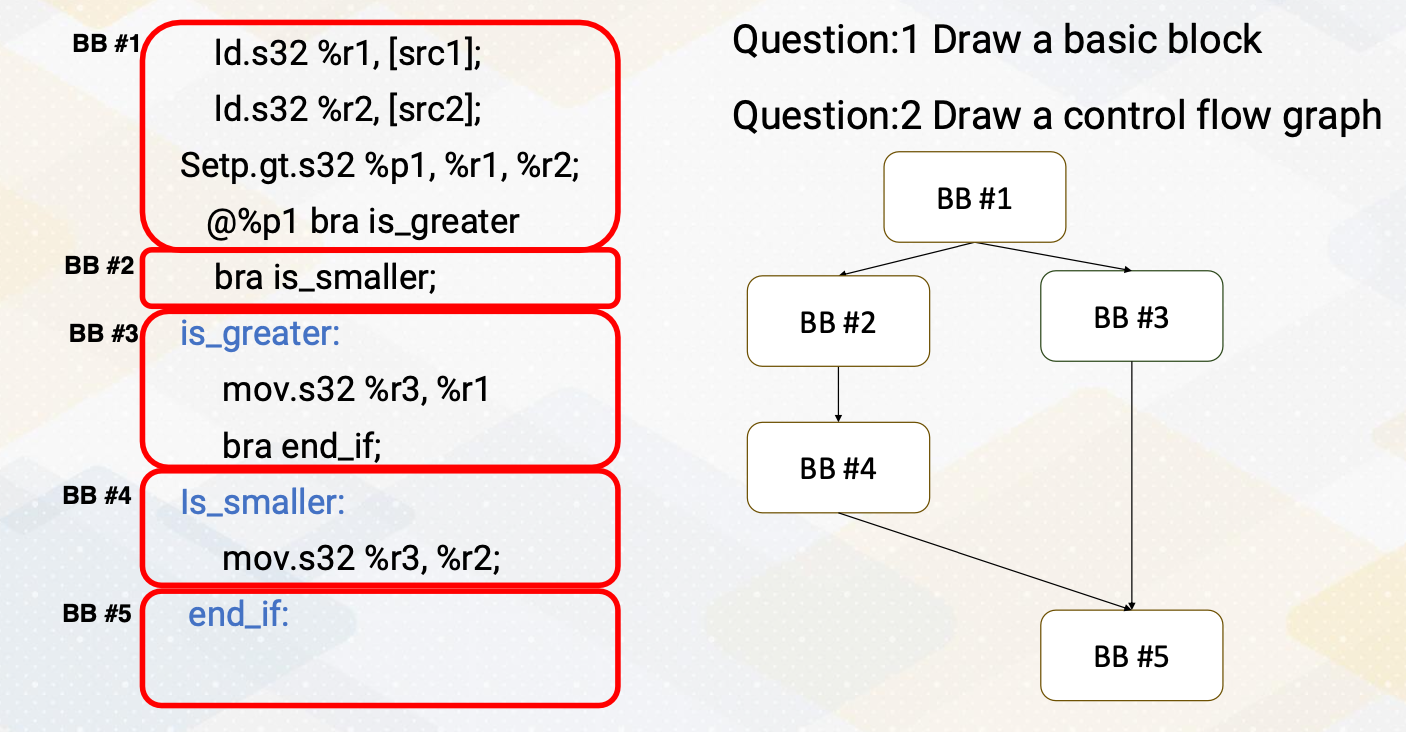 BB #1
ld.s32 %r1, [src1];
ld.s32 %r2, [src2];
Setp.gt.s32 %p1, %r1, %r2;
@%p1 bra is_greater
BB #2
bra is_smaller;
BB #3
is_greater:
mov.s32 %r3, %r1
bra end_if;
BB #4
Is_smaller:
mov.s32 %r3, %r2;
BB #5
end_if:
Question:1 Draw a basic block
Question:2 Draw a control flow graph
BB #1
BB #2
BB #3
BB #4
BB #5